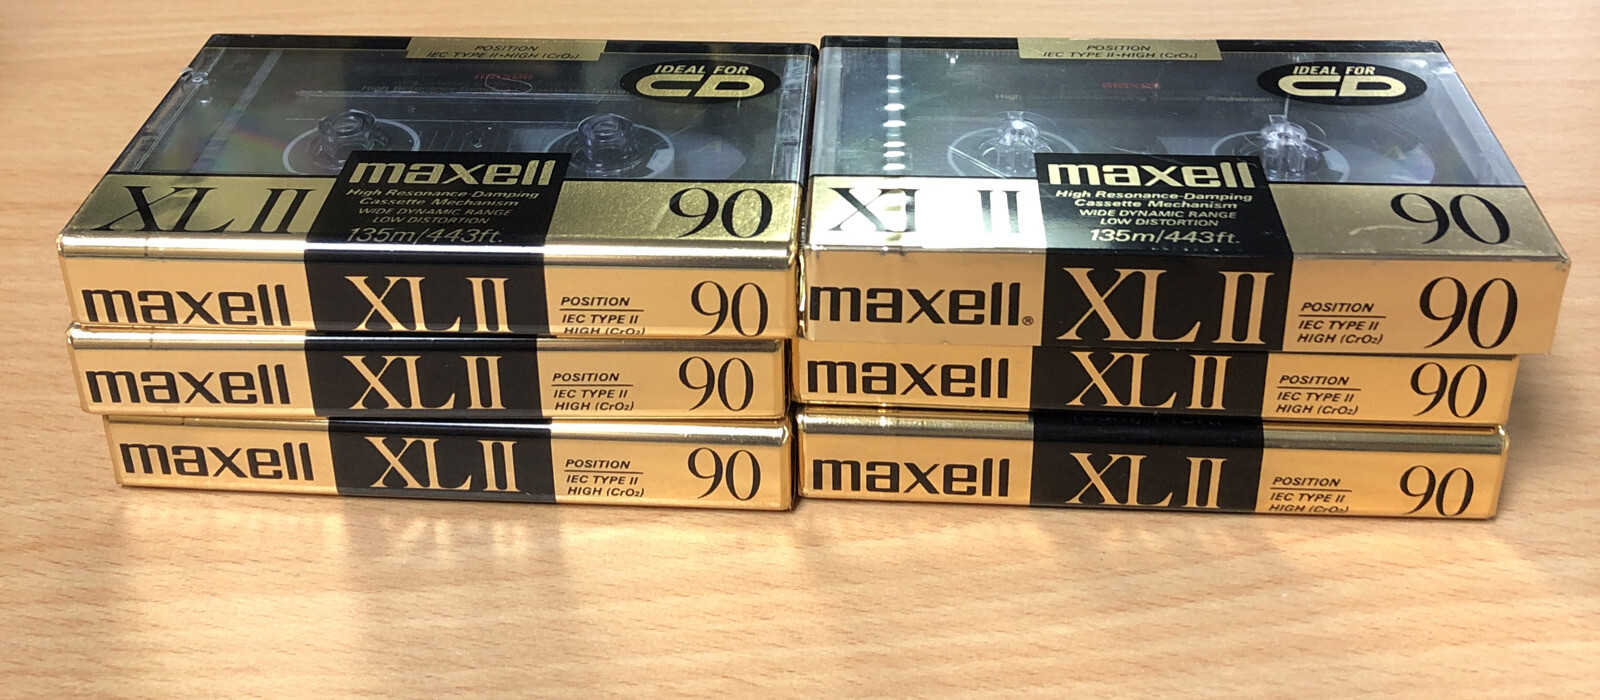 POSITION
IEC TYPE II•HIGH (CrO₂)
maxell
IDEAL FOR
CD
maxell
XL II
High Resonance-Damping
Cassette Mechanism
WIDE DYNAMIC RANGE
LOW DISTORTION
135m/443ft.
90
maxell
XL II
POSITION
IEC TYPE II
HIGH (CrO₂)
90
maxell
XL II
POSITION
IEC TYPE II
HIGH (CrO₂)
90
maxell
XL II
POSITION
IEC TYPE II
HIGH (CrO₂)
90
POSITION
IEC TYPE II•HIGH (CrO₂)
maxell
IDEAL FOR
CD
maxell
XL II
High Resonance-Damping
Cassette Mechanism
WIDE DYNAMIC RANGE
LOW DISTORTION
135m/443ft.
90
maxell®
XL II
POSITION
IEC TYPE II
HIGH (CrO₂)
90
maxell
XL II
POSITION
IEC TYPE II
HIGH (CrO₂)
90
maxell
XL II
POSITION
IEC TYPE II
HIGH (CrO₂)
90